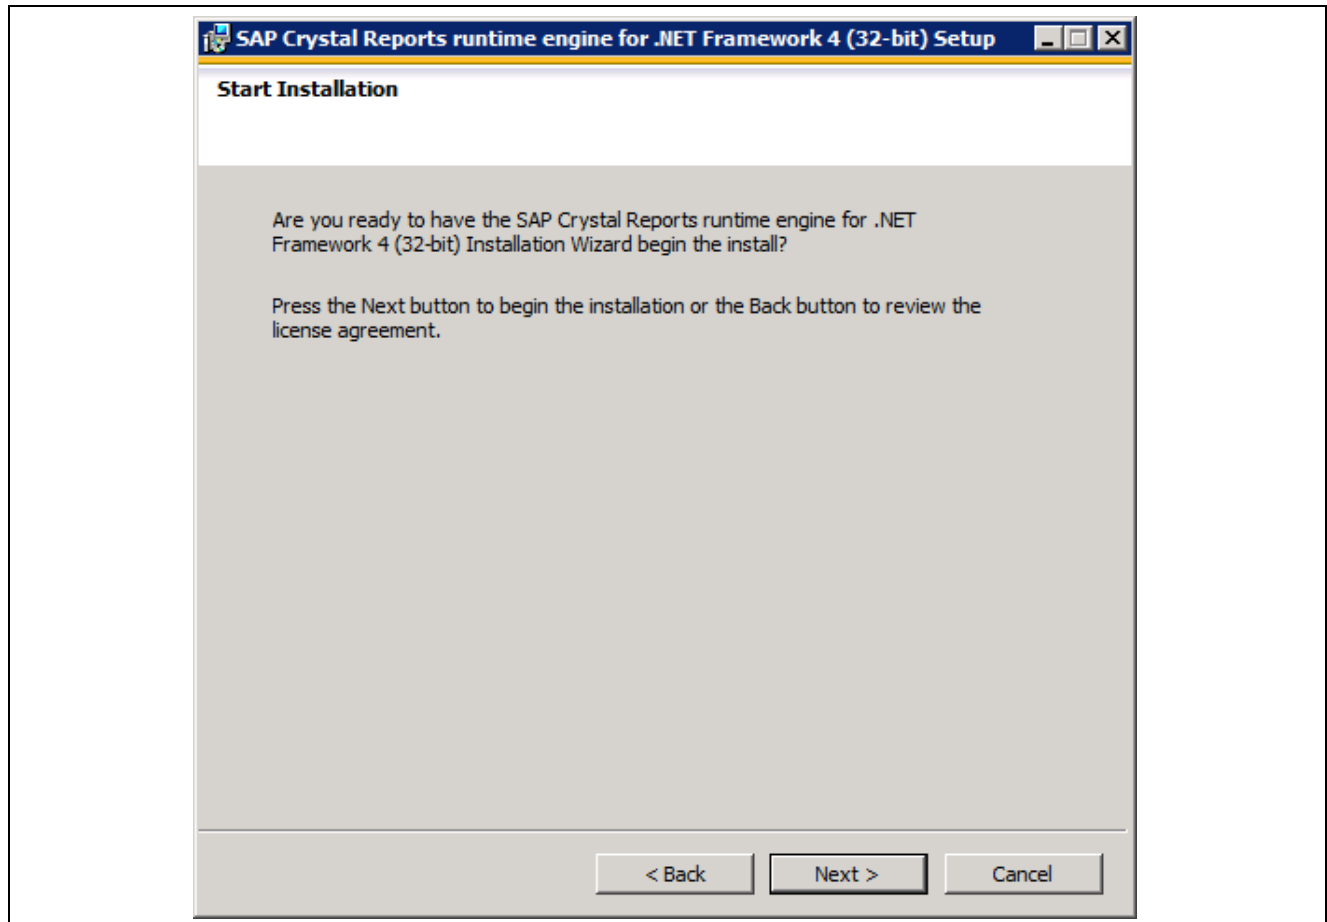 SAP Crystal Reports runtime engine for .NET Framework 4 (32-bit) Setup
Start Installation
Are you ready to have the SAP Crystal Reports runtime engine for .NET
Framework 4 (32-bit) Installation Wizard begin the install?
Press the Next button to begin the installation or the Back button to review the
license agreement.
< Back
Next >
Cancel